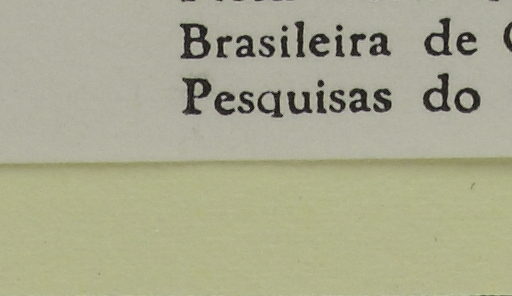 Brasileira de
Pesquisas do